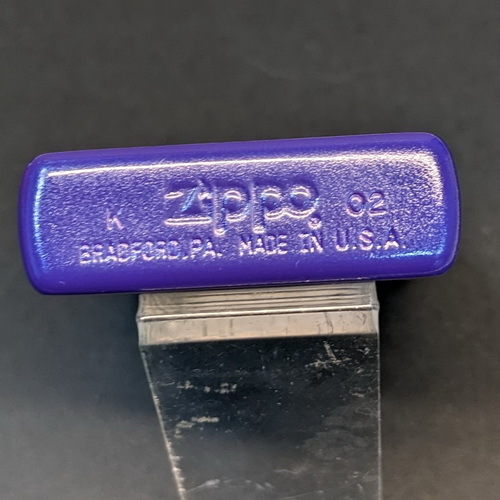 K Zippo 02
BRADFORD, PA. MADE IN U.S.A.